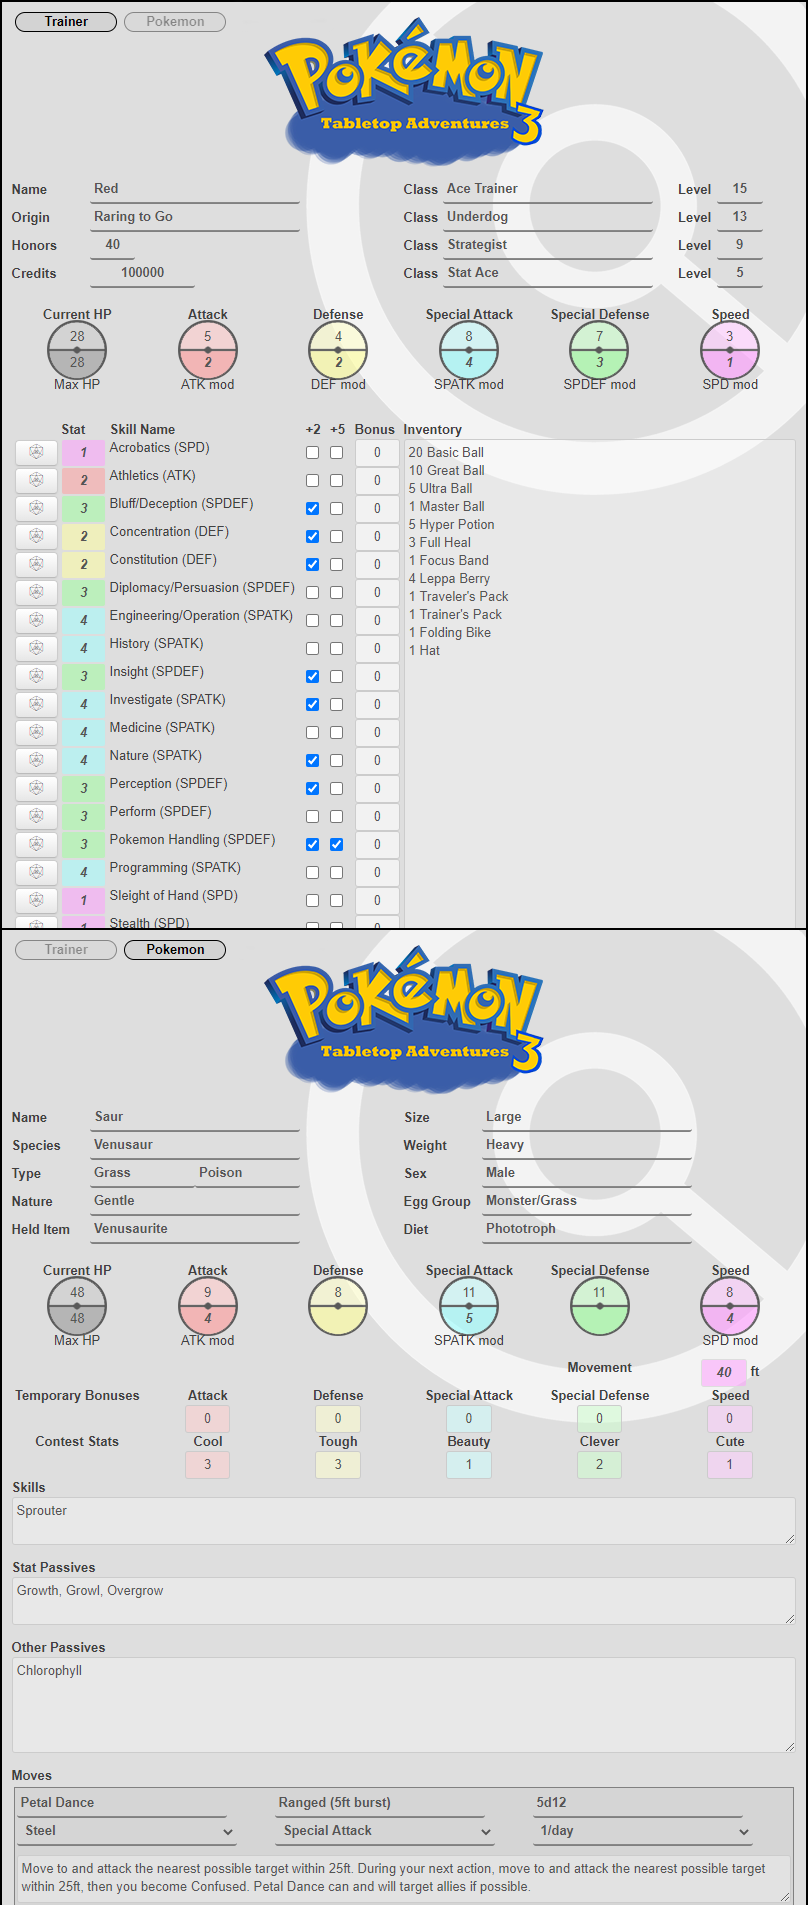 Trainer Pokemon
POKéMON
Tabletop Adventures 3
Name Red Class Ace Trainer Level 15
Origin Raring to Go Class Underdog Level 13
Honors 40 Class Strategist Level 9
Credits 100000 Class Stat Ace Level 5
Current HP Attack Defense Special Attack Special Defense Speed
28 5 4 8 7 3
28 2 2 4 3 1
Max HP ATK mod DEF mod SPATK mod SPDEF mod SPD mod
Stat Skill Name +2 +5 Bonus Inventory
1 Acrobatics (SPD) 0 20 Basic Ball
2 Athletics (ATK) 0 10 Great Ball
3 Bluff/Deception (SPDEF) 0 5 Ultra Ball
2 Concentration (DEF) 0 1 Master Ball
2 Constitution (DEF) 0 5 Hyper Potion
3 Diplomacy/Persuasion (SPDEF) 0 3 Full Heal
4 Engineering/Operation (SPATK) 0 1 Focus Band
4 History (SPATK) 0 4 Leppa Berry
3 Insight (SPDEF) 0 1 Traveler's Pack
4 Investigate (SPATK) 0 1 Trainer's Pack
4 Medicine (SPATK) 0 1 Folding Bike
4 Nature (SPATK) 0 1 Hat
3 Perception (SPDEF) 0
3 Perform (SPDEF) 0
3 Pokemon Handling (SPDEF) 0
4 Programming (SPATK) 0
1 Sleight of Hand (SPD) 0
1 Stealth (SPD) 0
Trainer Pokemon
POKéMON
Tabletop Adventures 3
Name Saur Size Large
Species Venusaur Weight Heavy
Type Grass Poison Sex Male
Nature Gentle Egg Group Monster/Grass
Held Item Venusaurite Diet Phototroph
Current HP Attack Defense Special Attack Special Defense Speed
48 9 8 11 11 8
48 4 5 4
Max HP ATK mod SPATK mod SPD mod
Movement 40 ft
Temporary Bonuses Attack Defense Special Attack Special Defense Speed
0 0 0 0 0
Contest Stats Cool Tough Beauty Clever Cute
3 3 1 2 1
Skills
Sprouter
Stat Passives
Growth, Growl, Overgrow
Other Passives
Chlorophyll
Moves
Petal Dance Ranged (5ft burst) 5d12
Steel Special Attack 1/day
Move to and attack the nearest possible target within 25ft. During your next action, move to and attack the nearest possible target
within 25ft, then you become Confused. Petal Dance can and will target allies if possible.